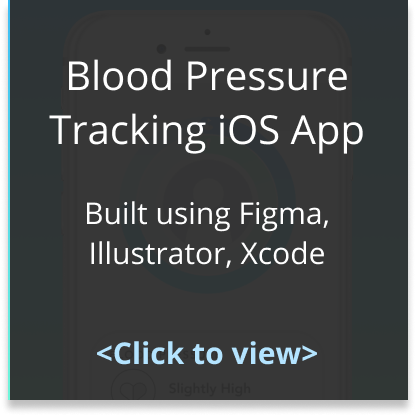 Blood Pressure
Tracking iOS App
Built using Figma,
Illustrator, Xcode
<Click to view>
Slightly High